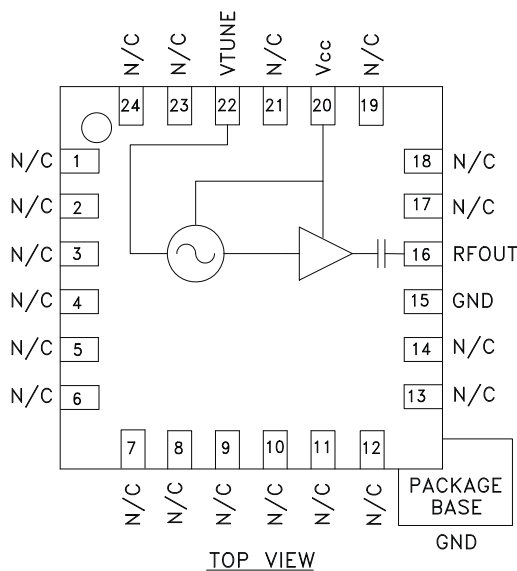 N/C N/C VTUNE N/C Vcc N/C
24 23 22 21 20 19
N/C 1
N/C 2
N/C 3
N/C 4
N/C 5
N/C 6
18 N/C
17 N/C
16 RFOUT
15 GND
14 N/C
13 N/C
7 8 9 10 11 12
N/C N/C N/C N/C N/C N/C
PACKAGE
BASE
GND
TOP VIEW